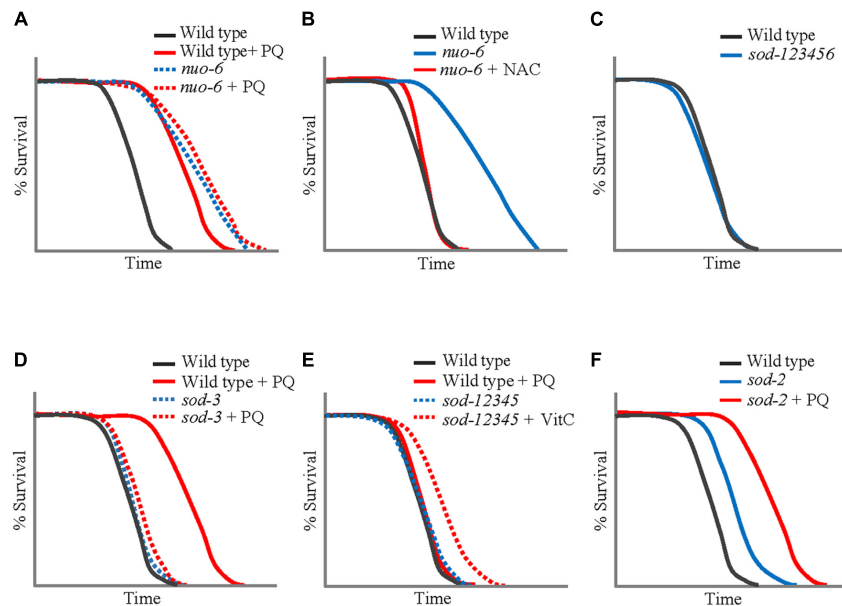 A
Wild type
Wild type+ PQ
nuo-6
nuo-6 + PQ
% Survival
Time
B
Wild type
nuo-6
nuo-6 + NAC
% Survival
Time
C
Wild type
sod-123456
% Survival
Time
D
Wild type
Wild type + PQ
sod-3
sod-3 + PQ
% Survival
Time
E
Wild type
Wild type + PQ
sod-12345
sod-12345 + VitC
% Survival
Time
F
Wild type
sod-2
sod-2 + PQ
% Survival
Time